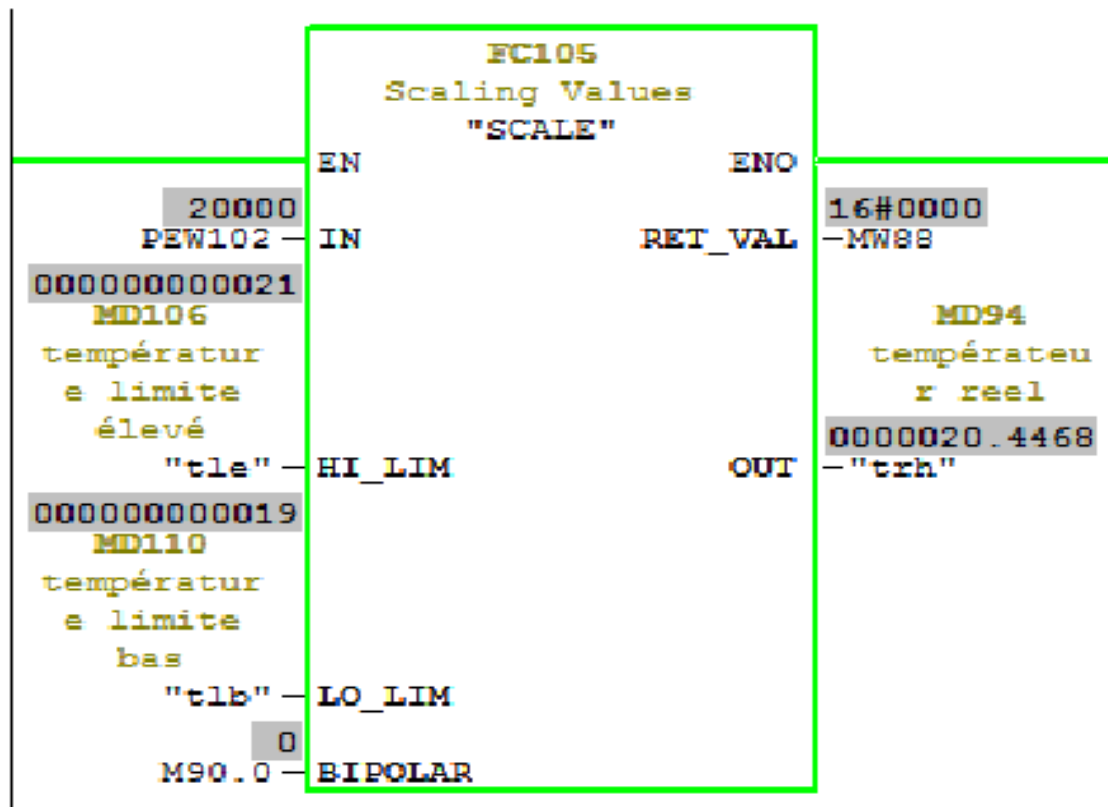 FC105
Scaling Values
"SCALE"
EN ENO
20000 16#0000
PEW102 IN RET_VAL MW88
000000000021
MD106 MD94
températur températeu
e limite r reel
élevé 0000020.4468
"tle" HI_LIM OUT "trh"
000000000019
MD110
températur
e limite
bas
"tlb" LO_LIM
0
M90.0 BIPOLAR